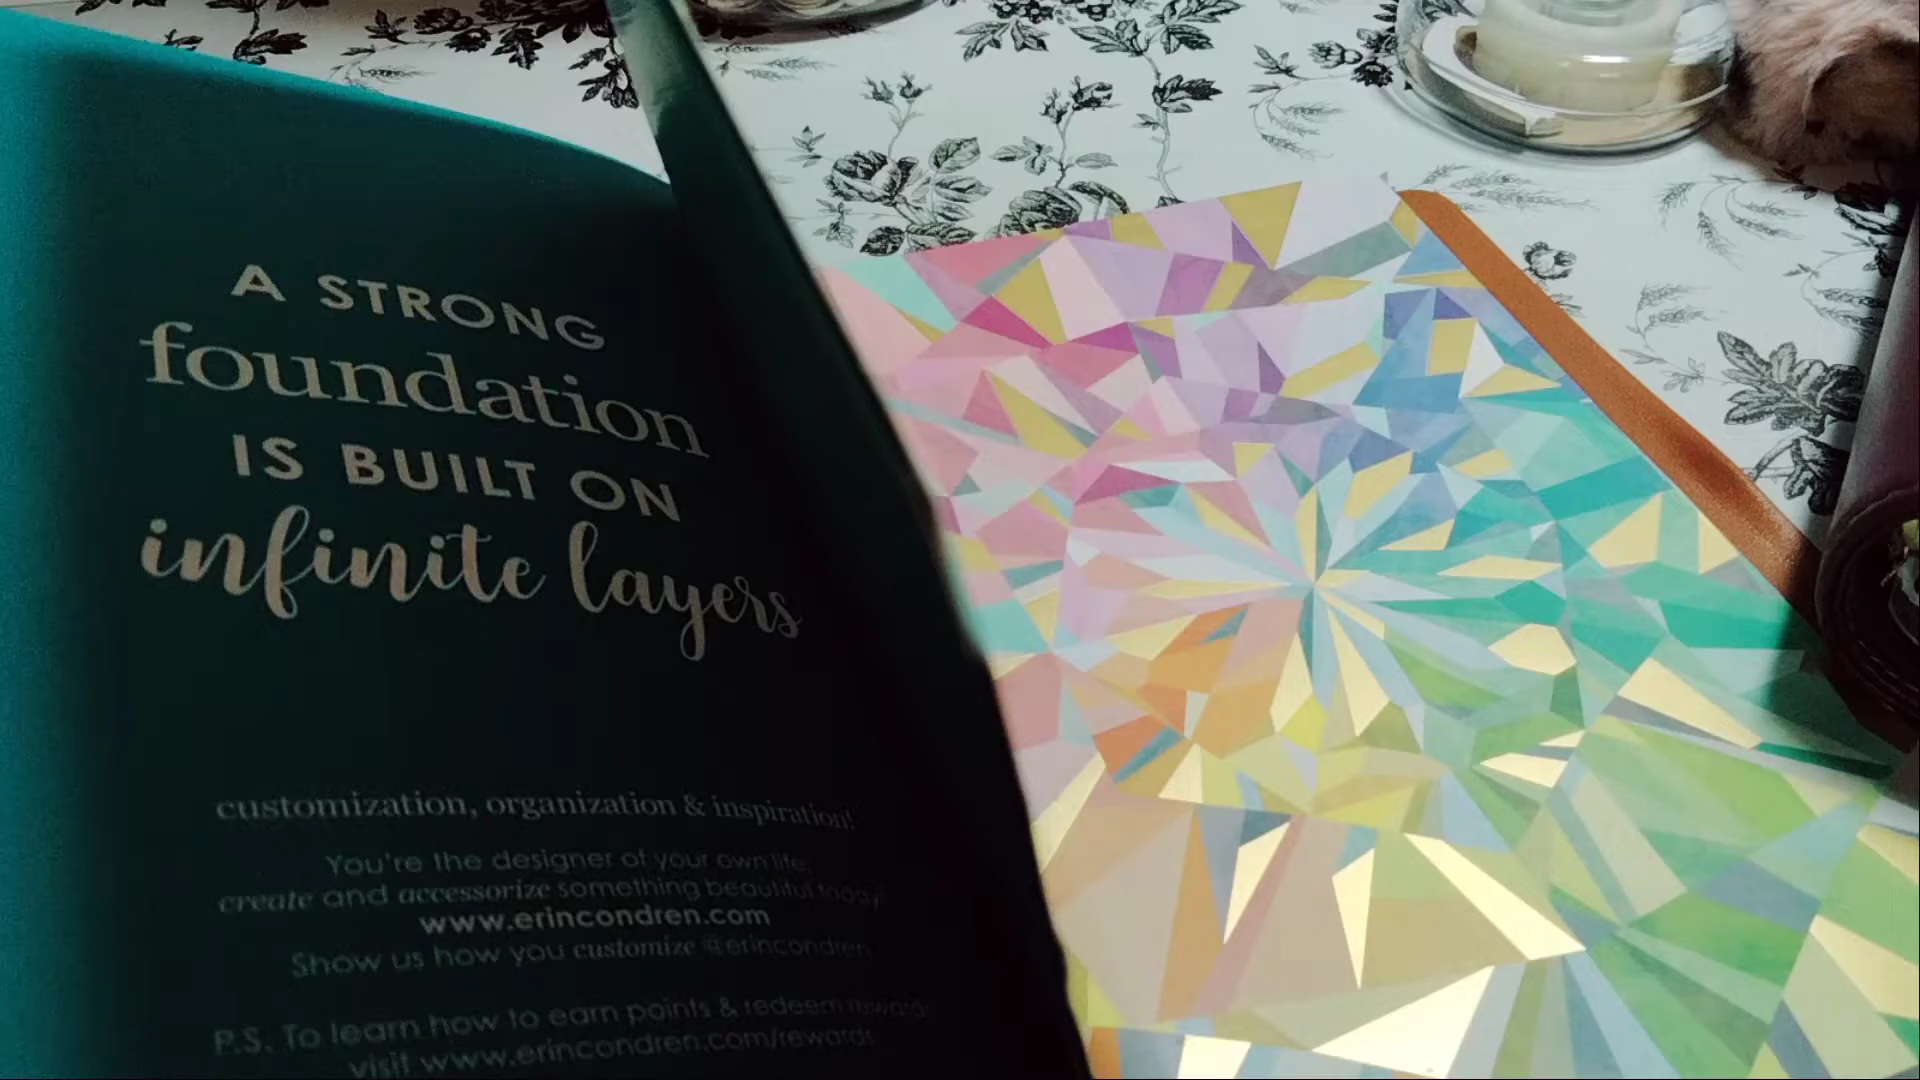 A STRONG
foundation
IS BUILT ON
infinite layers
customization, organization & inspiration!
You're the designer of your own life,
create and accessorize something beautiful today!
www.erincondren.com
Show us how you customize @erincondren
P.S. To learn how to earn points & redeem rewards
visit www.erincondren.com/rewards